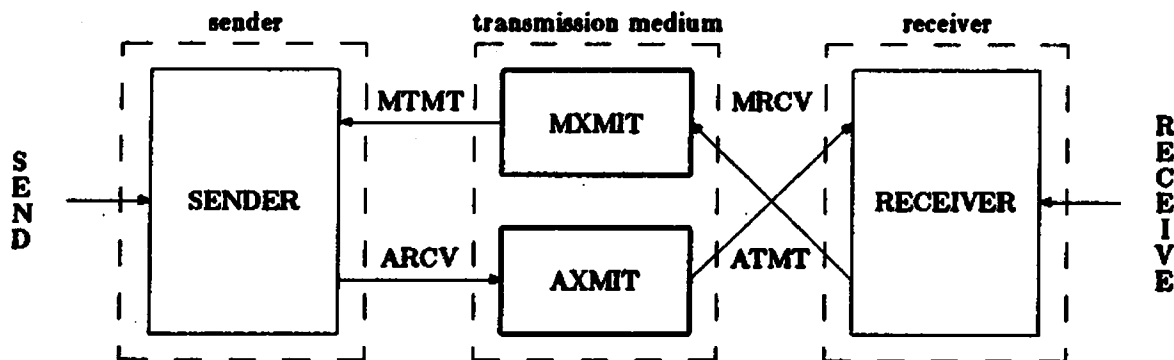 sender
transmission medium
receiver
MTMT
MRCV
MXMIT
SEND
SENDER
RECEIVER
RECEIVE
ARCV
ATMT
AXMIT